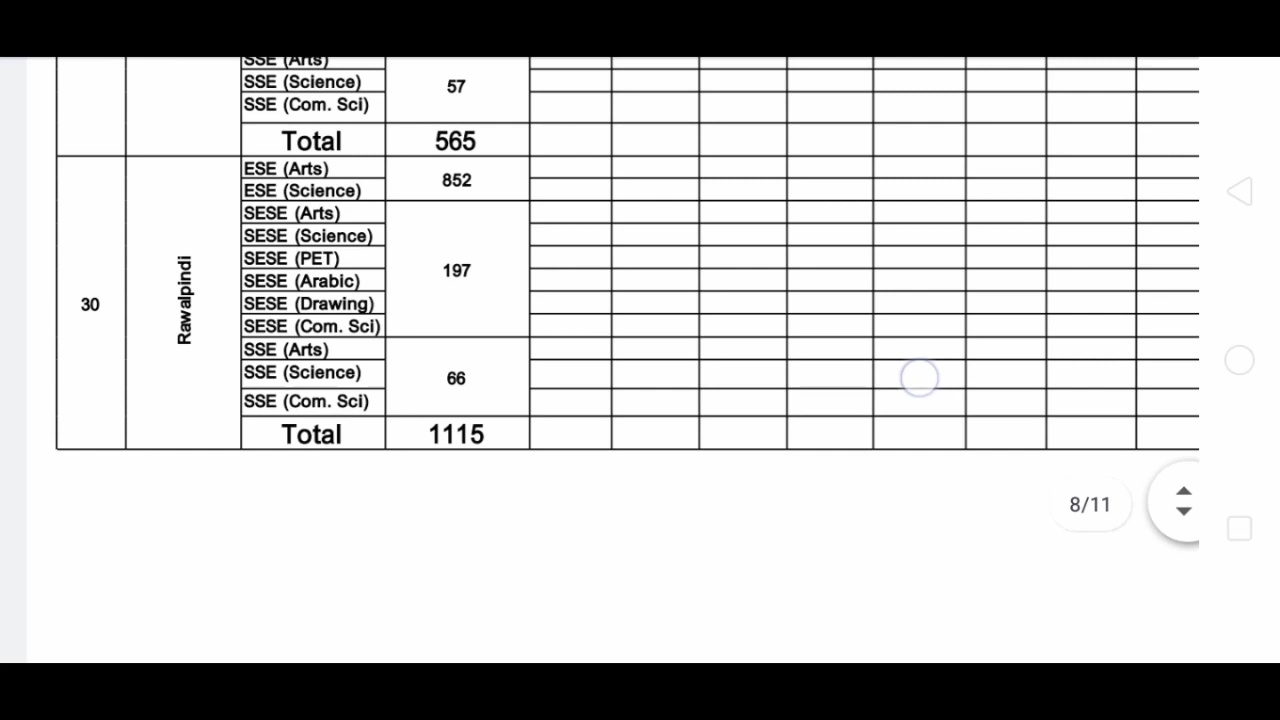 SSE (Arts)
SSE (Science)
57
SSE (Com. Sci)
Total 565
ESE (Arts)
852
ESE (Science)
SESE (Arts)
SESE (Science)
SESE (PET)
197
SESE (Arabic)
30 Rawalpindi
SESE (Drawing)
SESE (Com. Sci)
SSE (Arts)
SSE (Science)
66
SSE (Com. Sci)
Total 1115
8/11